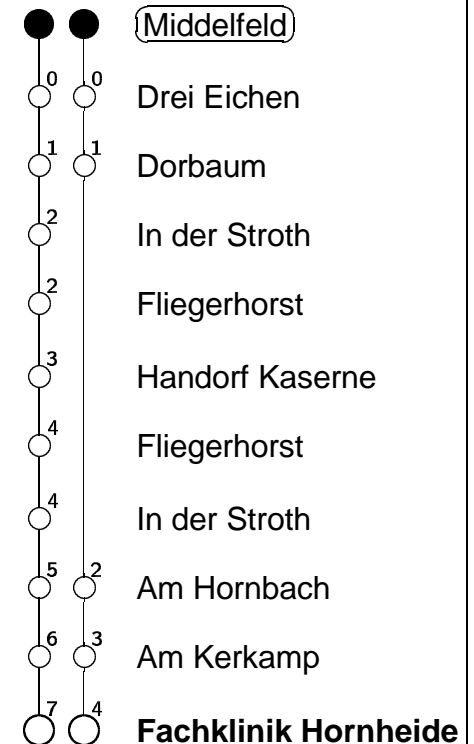 Middelfeld
0 0 Drei Eichen
1 1 Dorbaum
2 In der Stroth
2 Fliegerhorst
3 Handorf Kaserne
4 Fliegerhorst
4 In der Stroth
5 2 Am Hornbach
6 3 Am Kerkamp
7 4 Fachklinik Hornheide